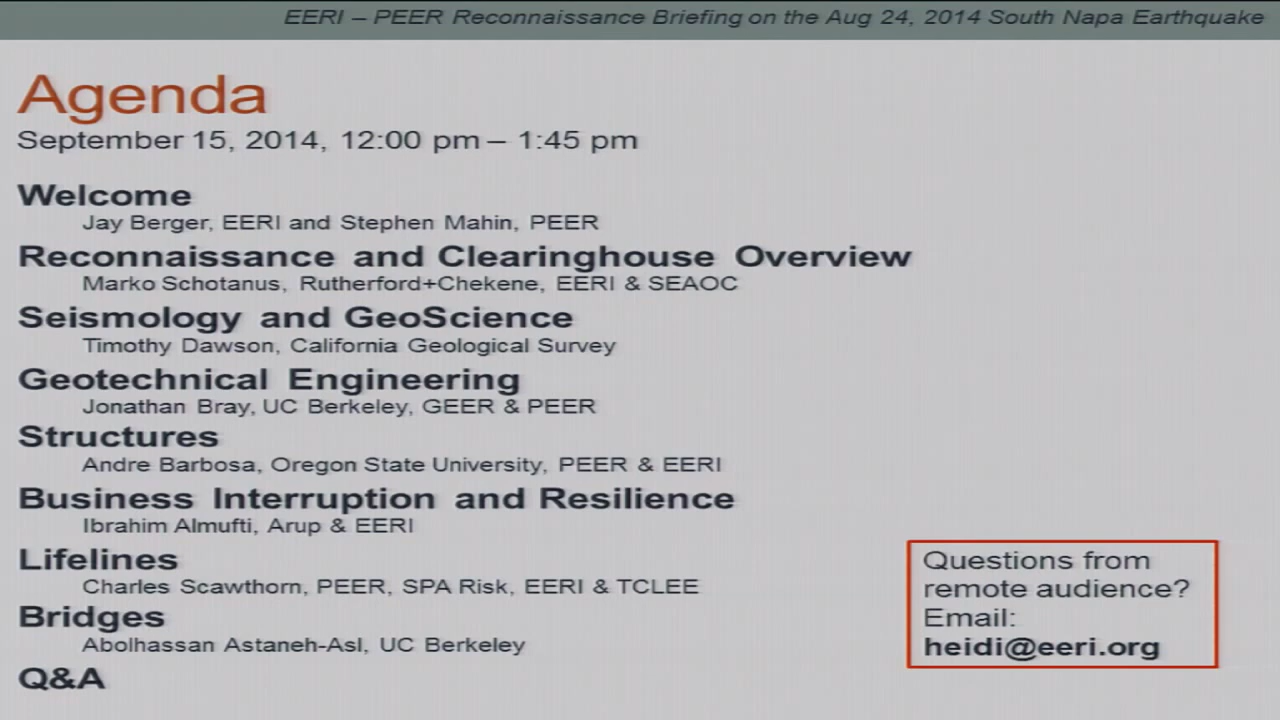 EERI – PEER Reconnaissance Briefing on the Aug 24, 2014 South Napa Earthquake
Agenda
September 15, 2014, 12:00 pm – 1:45 pm
Welcome
Jay Berger, EERI and Stephen Mahin, PEER
Reconnaissance and Clearinghouse Overview
Marko Schotanus, Rutherford+Chekene, EERI & SEAOC
Seismology and GeoScience
Timothy Dawson, California Geological Survey
Geotechnical Engineering
Jonathan Bray, UC Berkeley, GEER & PEER
Structures
Andre Barbosa, Oregon State University, PEER & EERI
Business Interruption and Resilience
Ibrahim Almufti, Arup & EERI
Lifelines
Charles Scawthorn, PEER, SPA Risk, EERI & TCLEE
Bridges
Abolhassan Astaneh-Asl, UC Berkeley
Q&A
Questions from
remote audience?
Email:
heidi@eeri.org